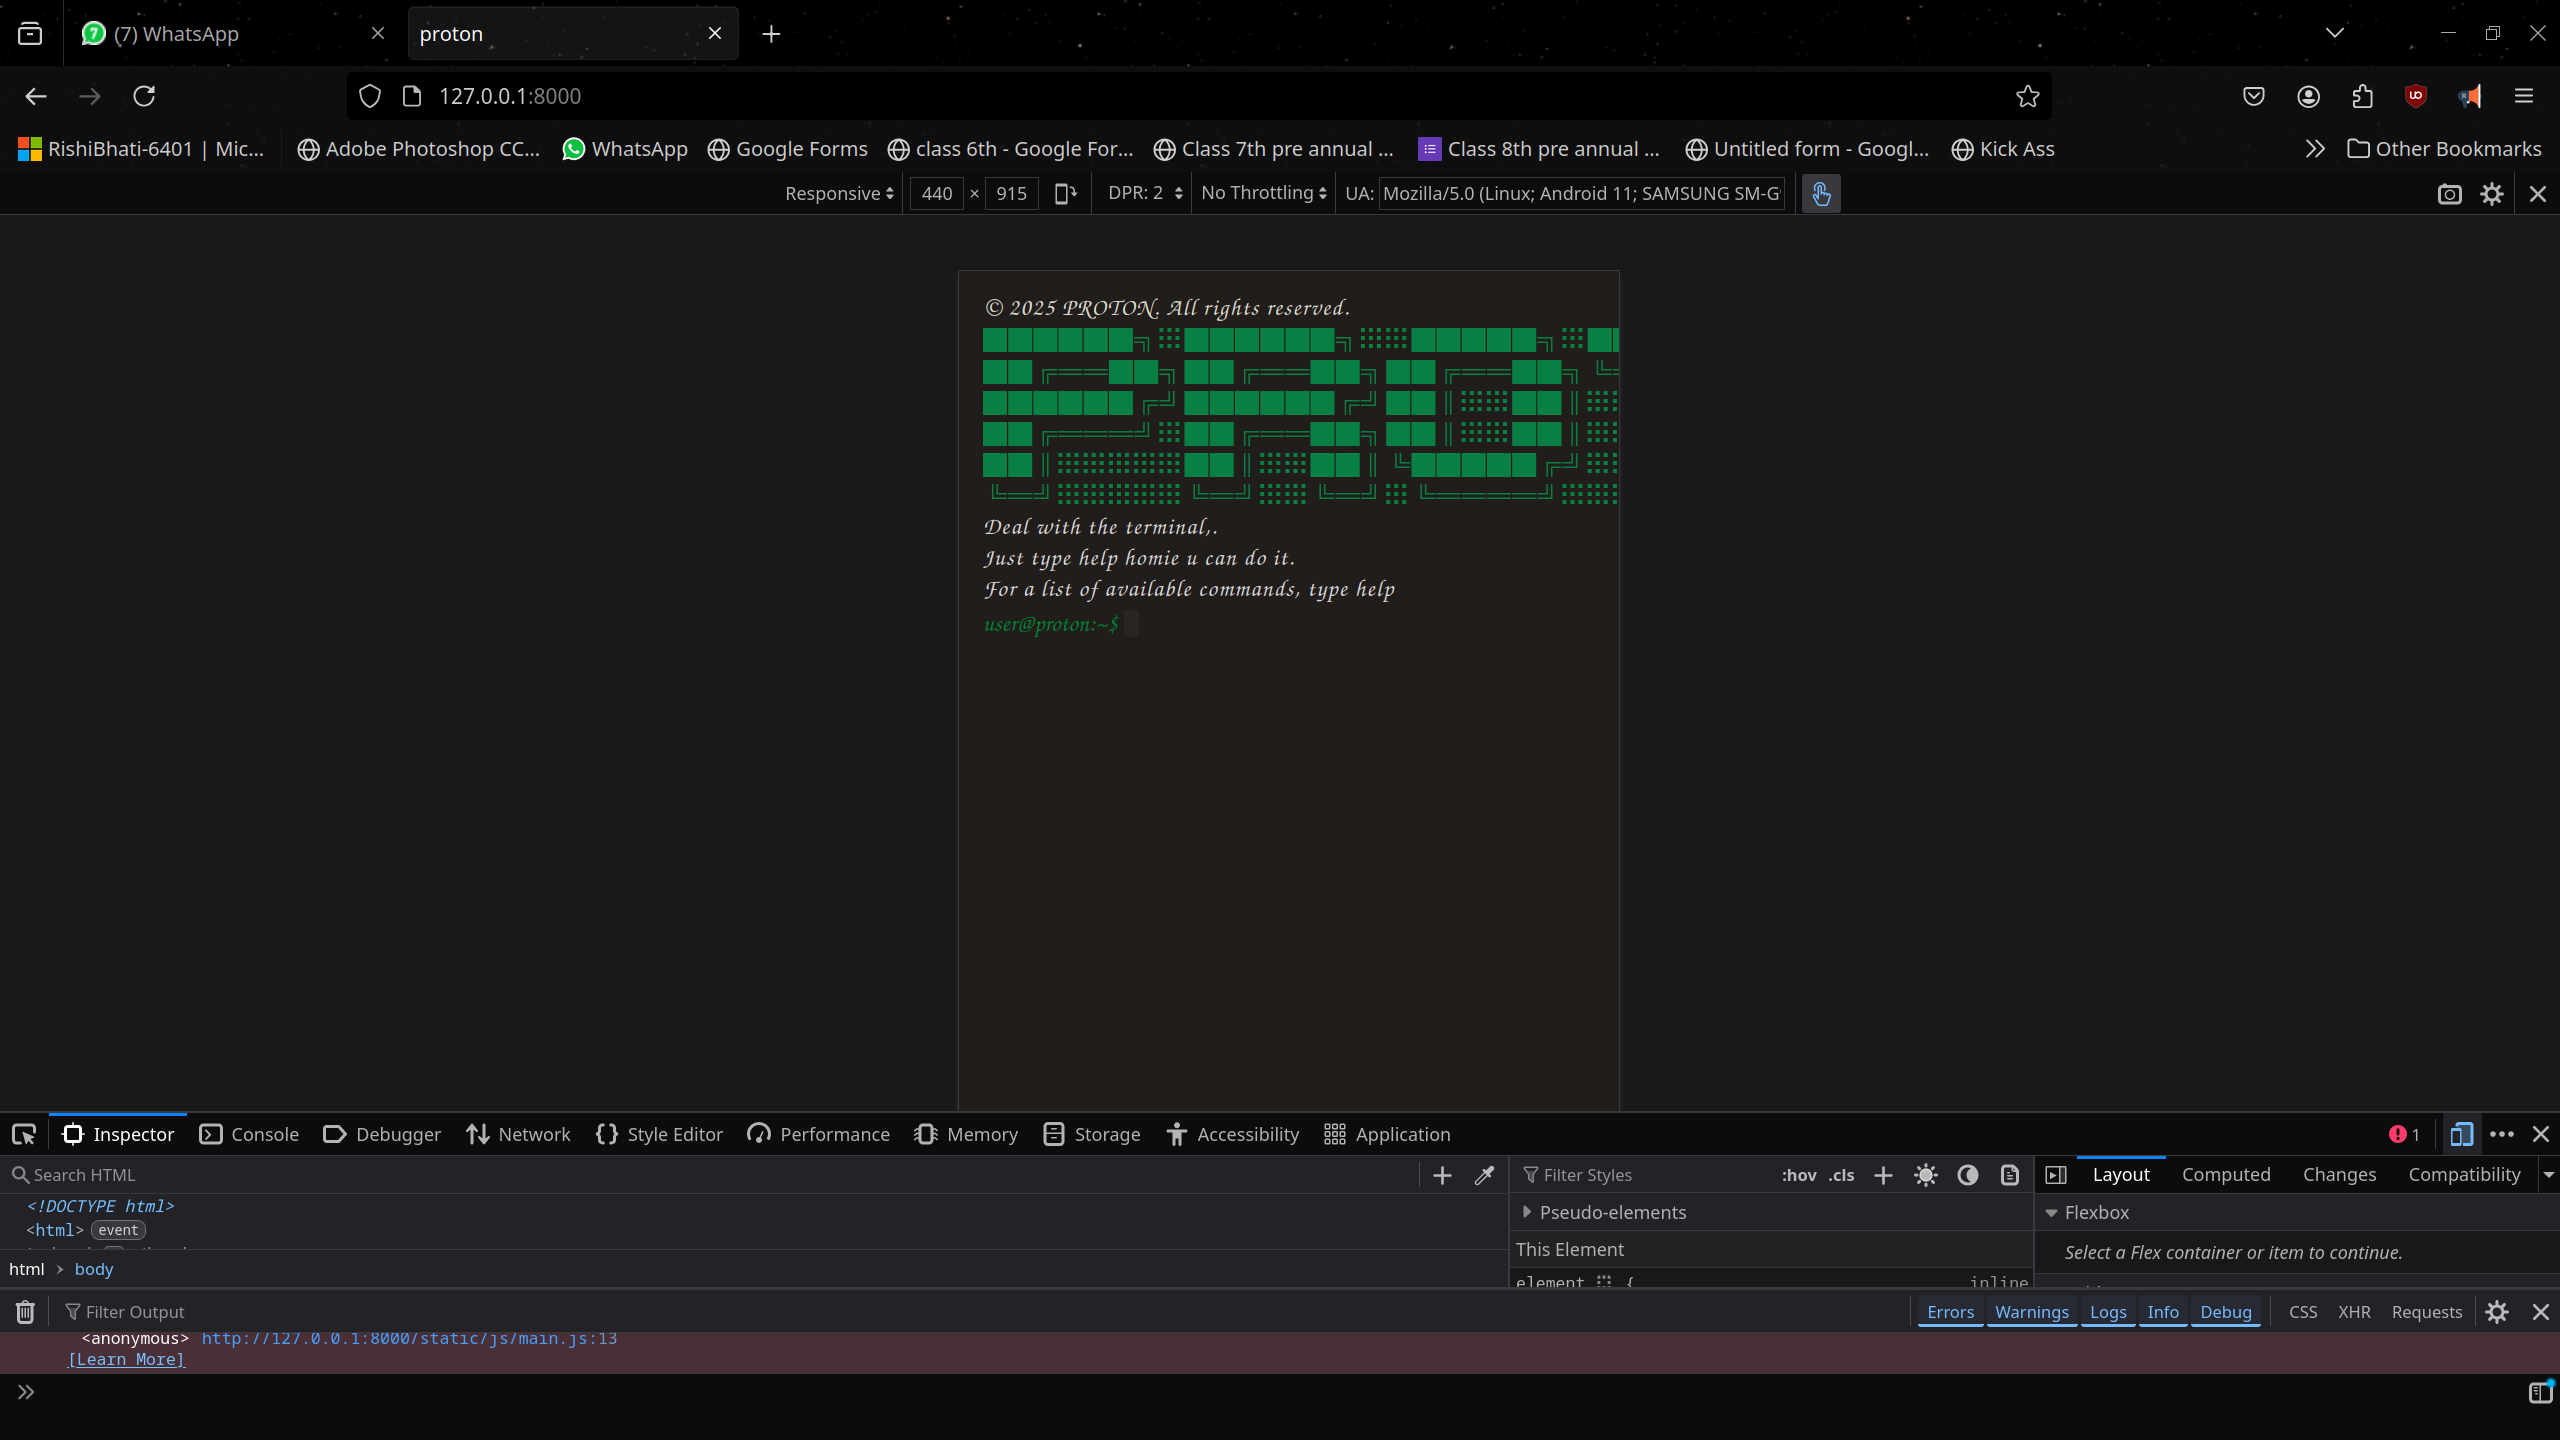 (7) WhatsApp
proton
127.0.0.1:8000
RishiBhati-6401 | Mic...
Adobe Photoshop CC...
WhatsApp
Google Forms
class 6th - Google For...
Class 7th pre annual ...
Class 8th pre annual ...
Untitled form - Googl...
Kick Ass
Other Bookmarks
Responsive
440 × 915
DPR: 2
No Throttling
UA: Mozilla/5.0 (Linux; Android 11; SAMSUNG SM-G
© 2025 PROTON. All rights reserved.
Deal with the terminal,.
Just type help homie u can do it.
For a list of available commands, type help
user@proton:~$
Inspector
Console
Debugger
Network
Style Editor
Performance
Memory
Storage
Accessibility
Application
1
Search HTML
Filter Styles
:hov .cls
Layout
Computed
Changes
Compatibility
<!DOCTYPE html>
<html> event
html > body
Pseudo-elements
This Element
element { inline
Flexbox
Select a Flex container or item to continue.
Filter Output
Errors
Warnings
Logs
Info
Debug
CSS
XHR
Requests
<anonymous> http://127.0.0.1:8000/static/js/main.js:13
[Learn More]